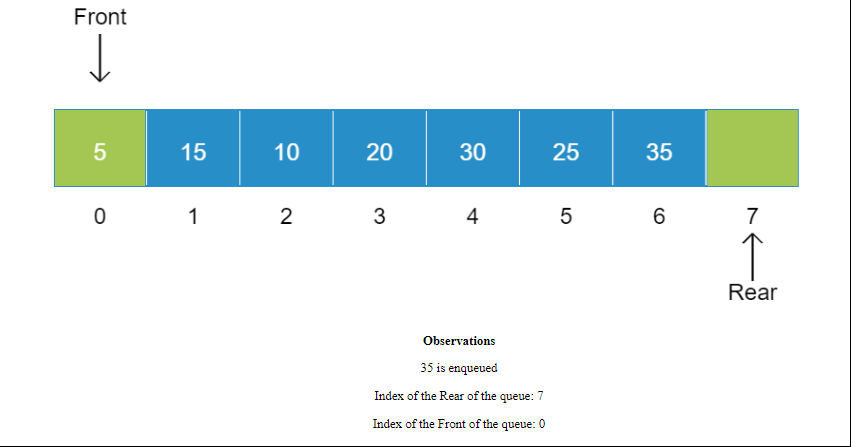 Front
5 15 10 20 30 25 35
0 1 2 3 4 5 6 7
Rear
Observations
35 is enqueued
Index of the Rear of the queue: 7
Index of the Front of the queue: 0